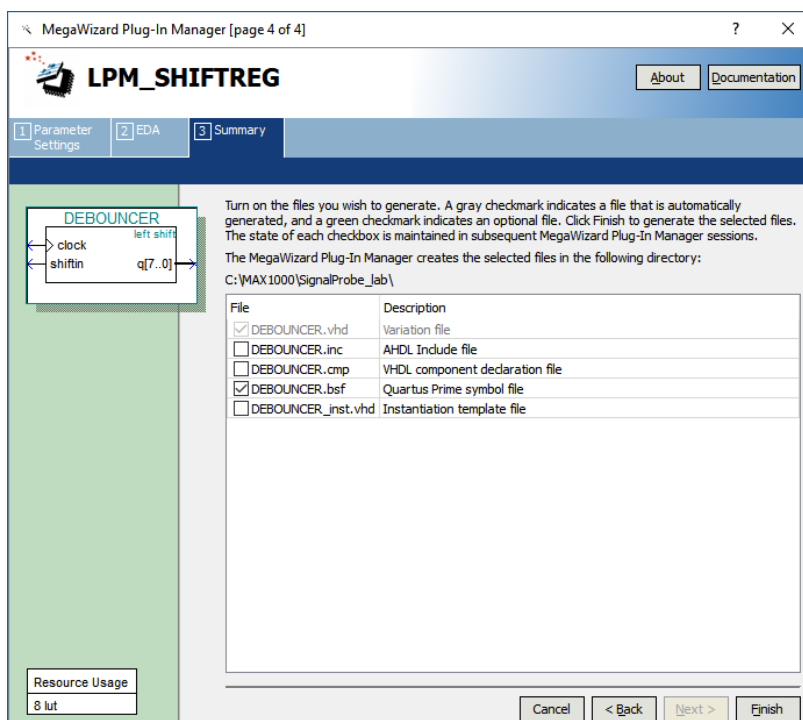 MegaWizard Plug-In Manager [page 4 of 4] ? ×
LPM_SHIFTREG
About Documentation
1 Parameter Settings 2 EDA 3 Summary
DEBOUNCER
left shift
clock
shiftin q[7..0]
Turn on the files you wish to generate. A gray checkmark indicates a file that is automatically
generated, and a green checkmark indicates an optional file. Click Finish to generate the selected files.
The state of each checkbox is maintained in subsequent MegaWizard Plug-In Manager sessions.
The MegaWizard Plug-In Manager creates the selected files in the following directory:
C:\MAX1000\SignalProbe_lab\
File Description
DEBOUNCER.vhd Variation file
DEBOUNCER.inc AHDL Include file
DEBOUNCER.cmp VHDL component declaration file
DEBOUNCER.bsf Quartus Prime symbol file
DEBOUNCER_inst.vhd Instantiation template file
Resource Usage
8 lut
Cancel < Back Next > Finish